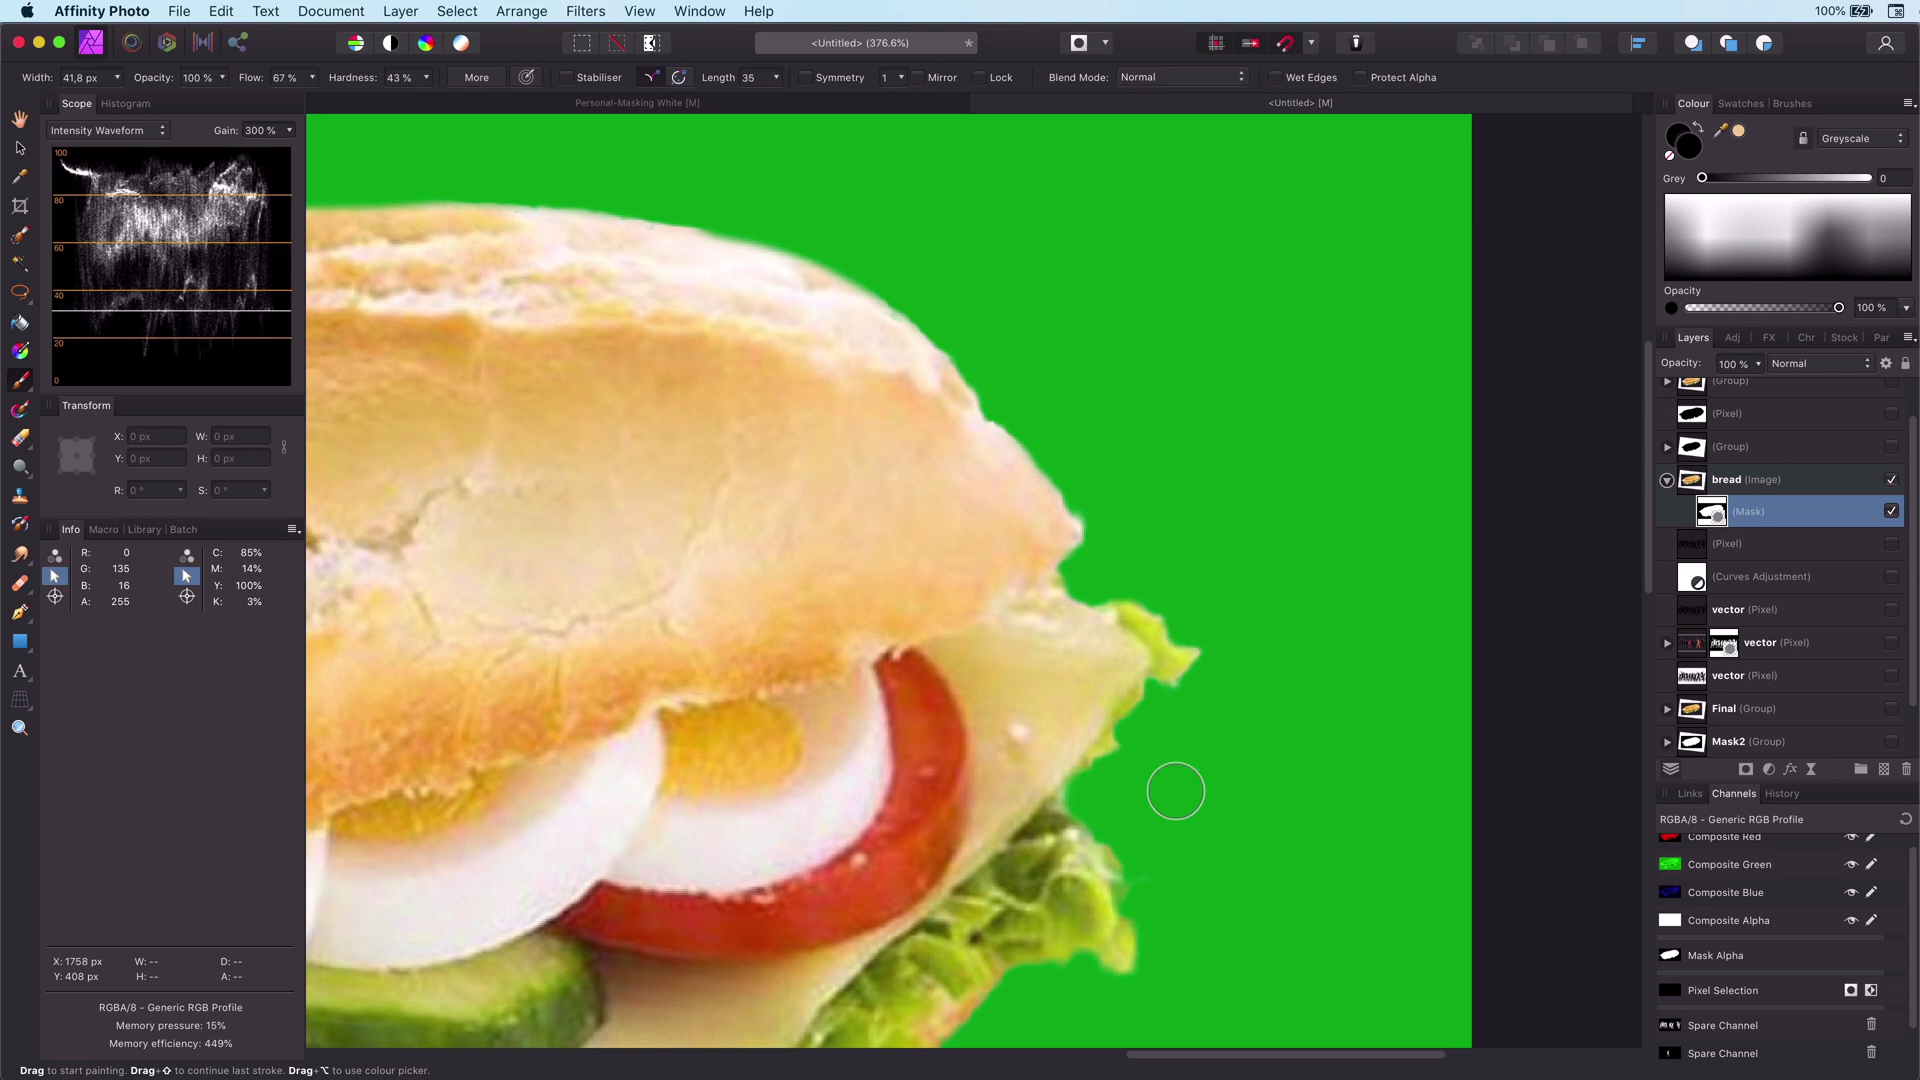 Affinity Photo File Edit Text Document Layer Select Arrange Filters View Window Help 100%
<Untitled> (376.6%) *
Width: 41,8 px Opacity: 100 % Flow: 67 % Hardness: 43 % More Stabiliser Length 35 Symmetry 1 Mirror Lock Blend Mode: Normal Wet Edges Protect Alpha
Scope Histogram
Personal-Masking White [M]
<Untitled> [M]
Colour Swatches Brushes
Intensity Waveform Gain: 300 %
100
80
60
40
20
0
Greyscale
Grey 0
Opacity
100 %
Layers Adj FX Chr Stock Par
Opacity: 100 % Normal
(Group)
(Pixel)
(Group)
bread (Image)
(Mask)
(Pixel)
(Curves Adjustment)
vector (Pixel)
vector (Pixel)
vector (Pixel)
Final (Group)
Mask2 (Group)
Transform
X: 0 px W: 0 px
Y: 0 px H: 0 px
R: 0 ° S: 0 °
Info Macro Library Batch
R: 0 C: 85%
G: 135 M: 14%
B: 16 Y: 100%
A: 255 K: 3%
Links Channels History
RGBA/8 - Generic RGB Profile
Composite Red
Composite Green
Composite Blue
Composite Alpha
Mask Alpha
Pixel Selection
Spare Channel
Spare Channel
X: 1758 px W: -- D: --
Y: 408 px H: -- A: --
RGBA/8 - Generic RGB Profile
Memory pressure: 15%
Memory efficiency: 449%
Drag to start painting. Drag+⇧ to continue last stroke. Drag+⌥ to use colour picker.